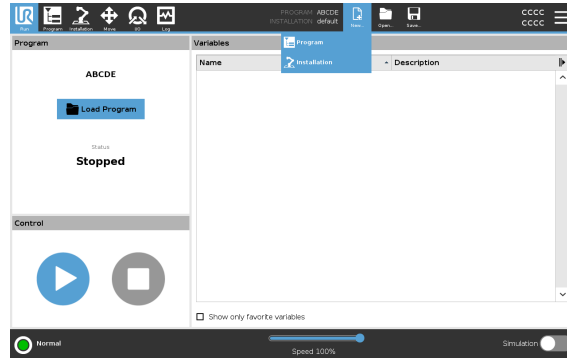 UR
Run
Program
Installation
Move
I/O
Log
PROGRAM ABCDE
INSTALLATION default
New...
Open...
Save...
CCCC
CCCC
Program
Variables
Program
Installation
Name
Description
ABCDE
Load Program
Status
Stopped
Control
Show only favorite variables
Normal
Speed 100%
Simulation